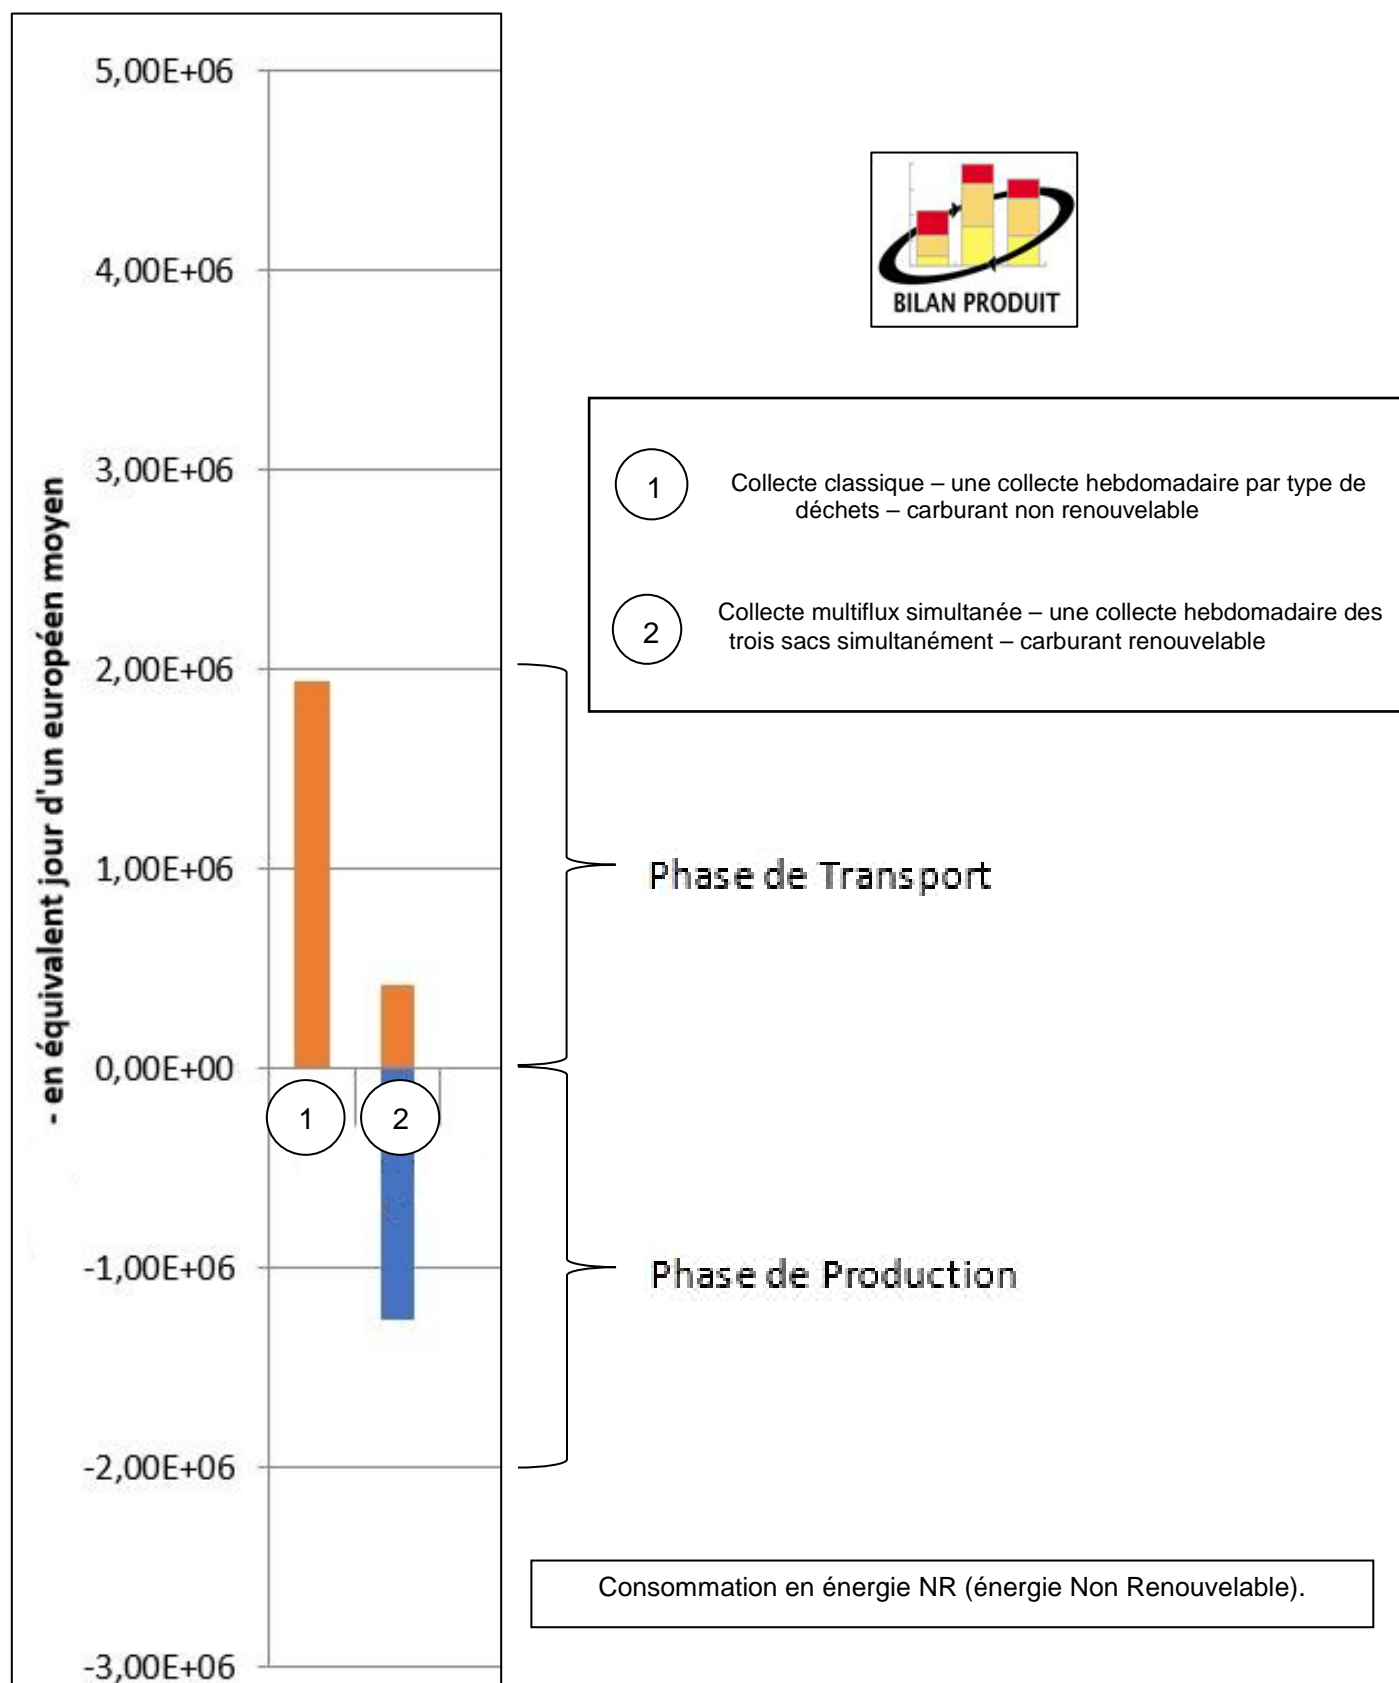 5,00E+06
4,00E+06
3,00E+06
2,00E+06
1,00E+06
0,00E+00
-1,00E+06
-2,00E+06
-3,00E+06
- en équivalent jour d'un européen moyen
1
2
BILAN PRODUIT
1
Collecte classique – une collecte hebdomadaire par type de
déchets – carburant non renouvelable
2
Collecte multiflux simultanée – une collecte hebdomadaire des
trois sacs simultanément – carburant renouvelable
Phase de Transport
Phase de Production
Consommation en énergie NR (énergie Non Renouvelable).